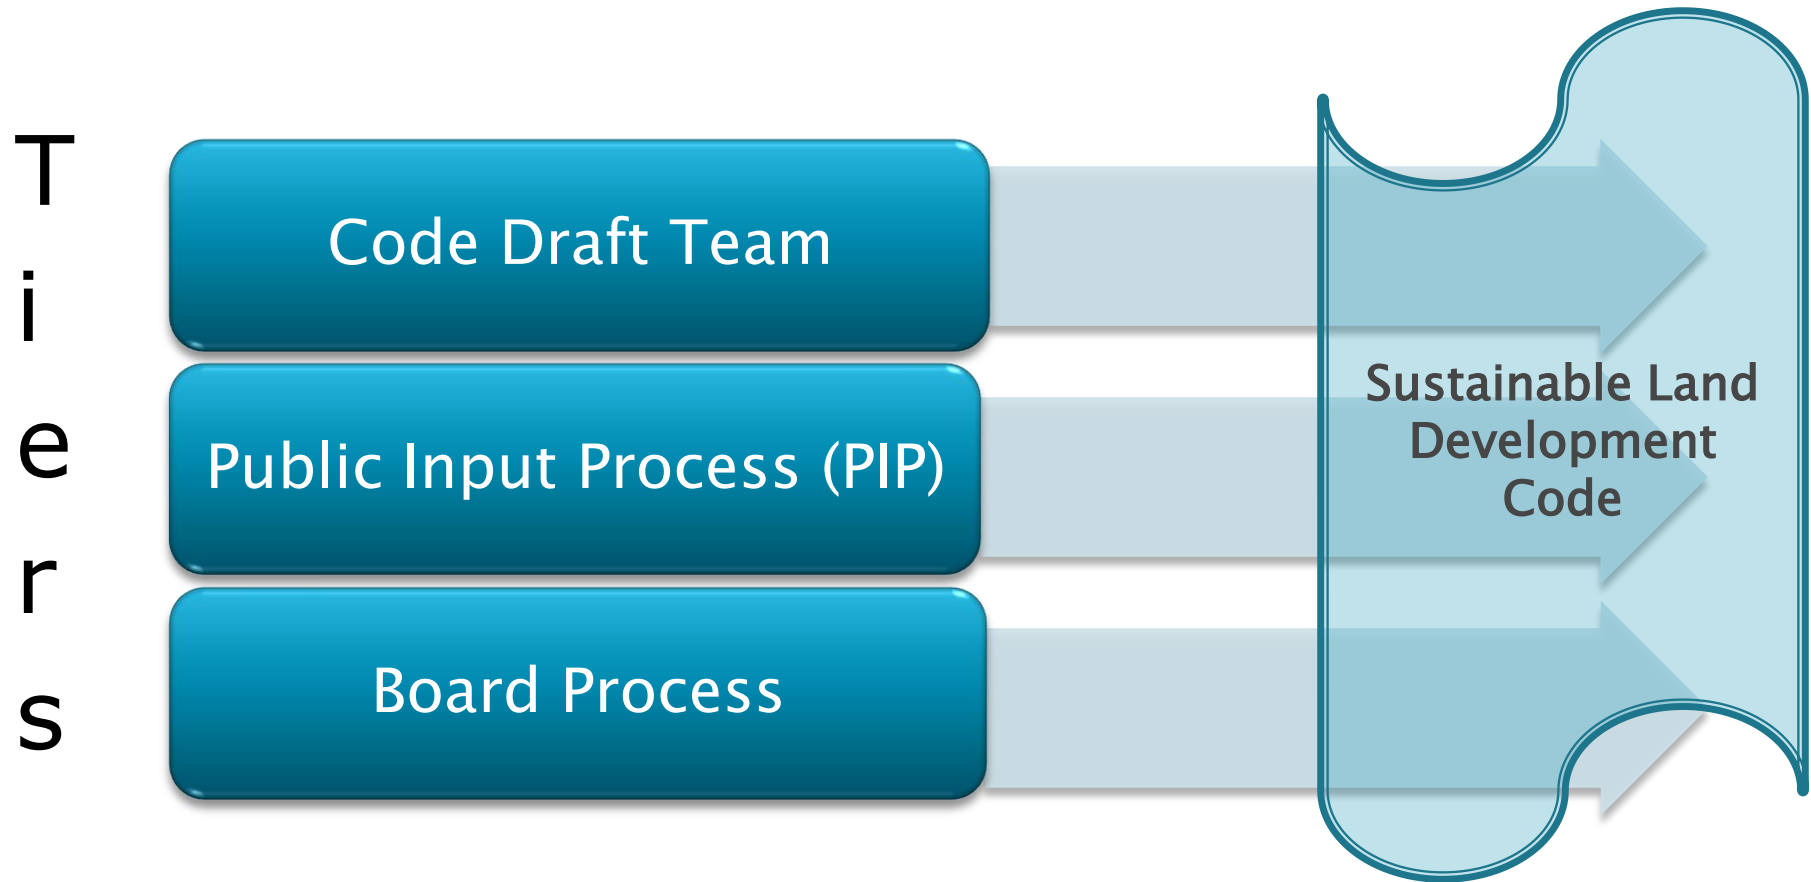 Tiers
Code Draft Team
Public Input Process (PIP)
Board Process
Sustainable Land
Development
Code